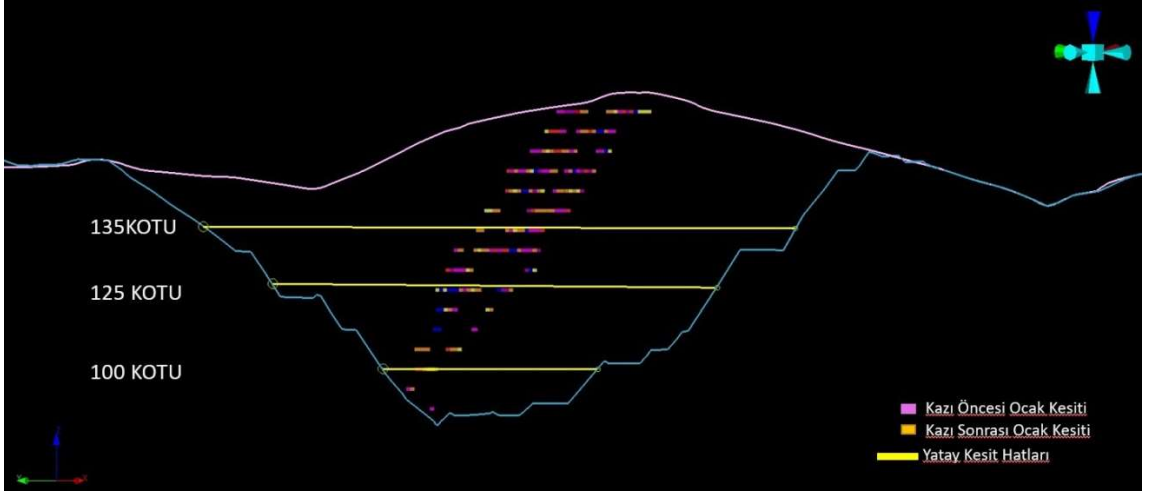 135KOTU
125 KOTU
100 KOTU
Kazı Öncesi Ocak Kesiti
Kazı Sonrası Ocak Kesiti
Yatay Kesit Hatları